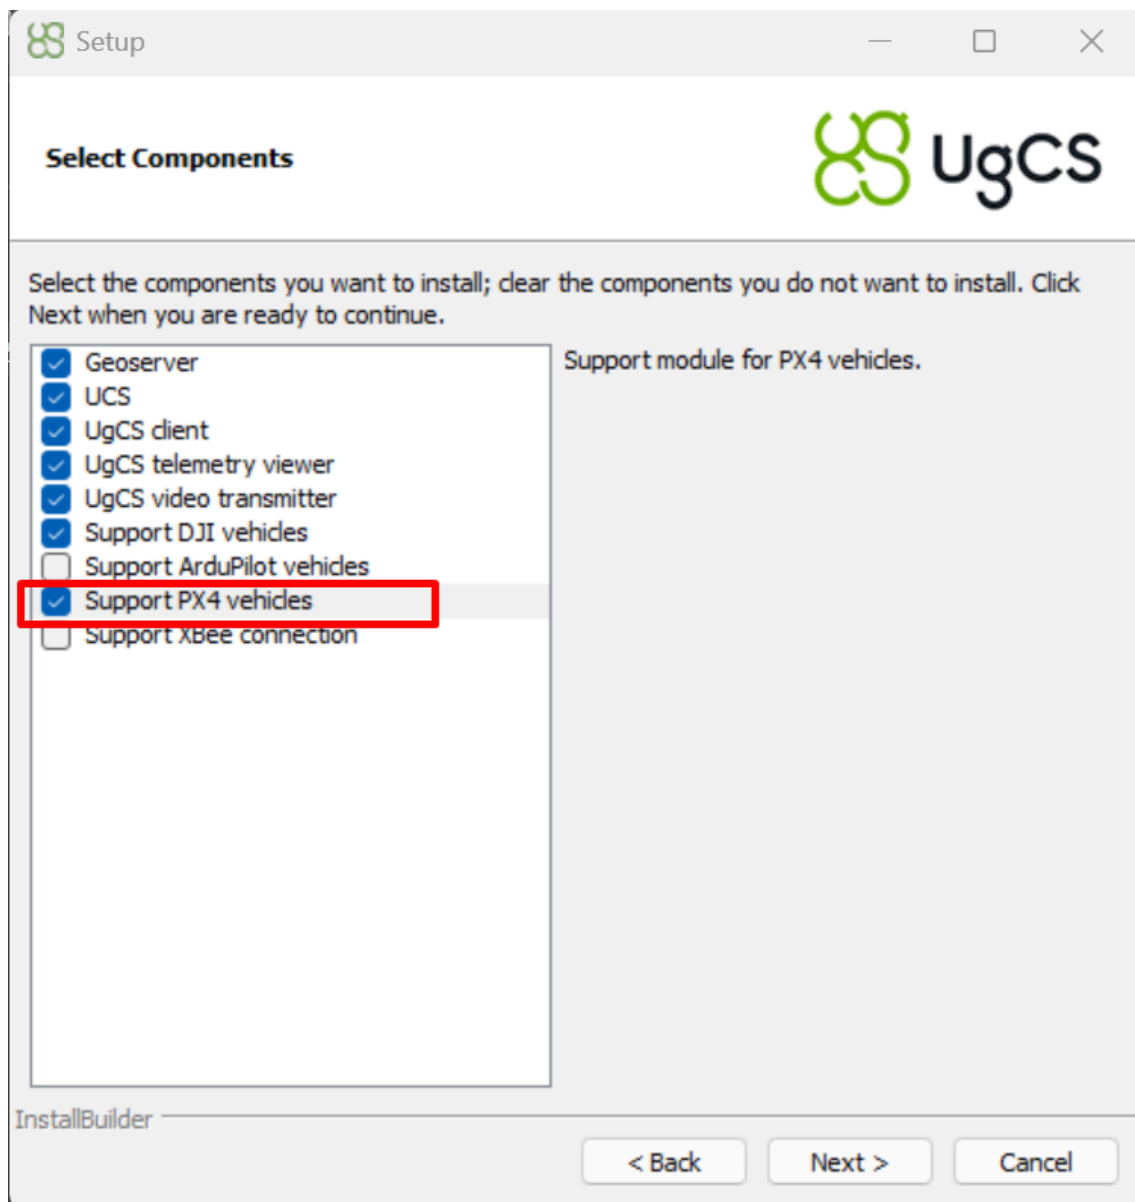 Setup
Select Components
UgCS
Select the components you want to install; clear the components you do not want to install. Click
Next when you are ready to continue.
Geoserver
UCS
UgCS client
UgCS telemetry viewer
UgCS video transmitter
Support DJI vehicles
Support ArduPilot vehicles
Support PX4 vehicles
Support XBee connection
Support module for PX4 vehicles.
InstallBuilder
< Back
Next >
Cancel